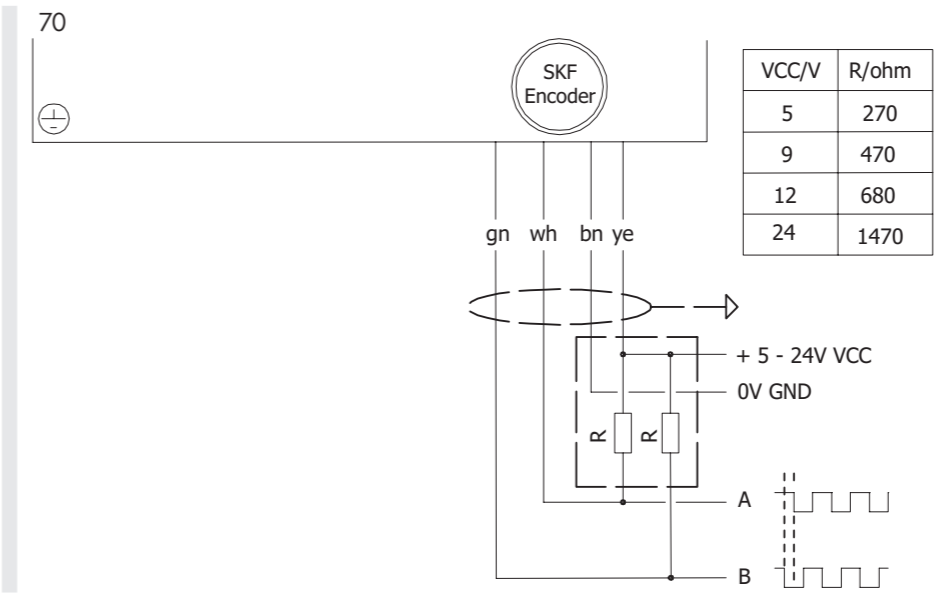 70
SKF
Encoder
VCC/V R/ohm
5 270
9 470
12 680
24 1470
gn wh bn ye
+ 5 - 24V VCC
0V GND
R R
A
B